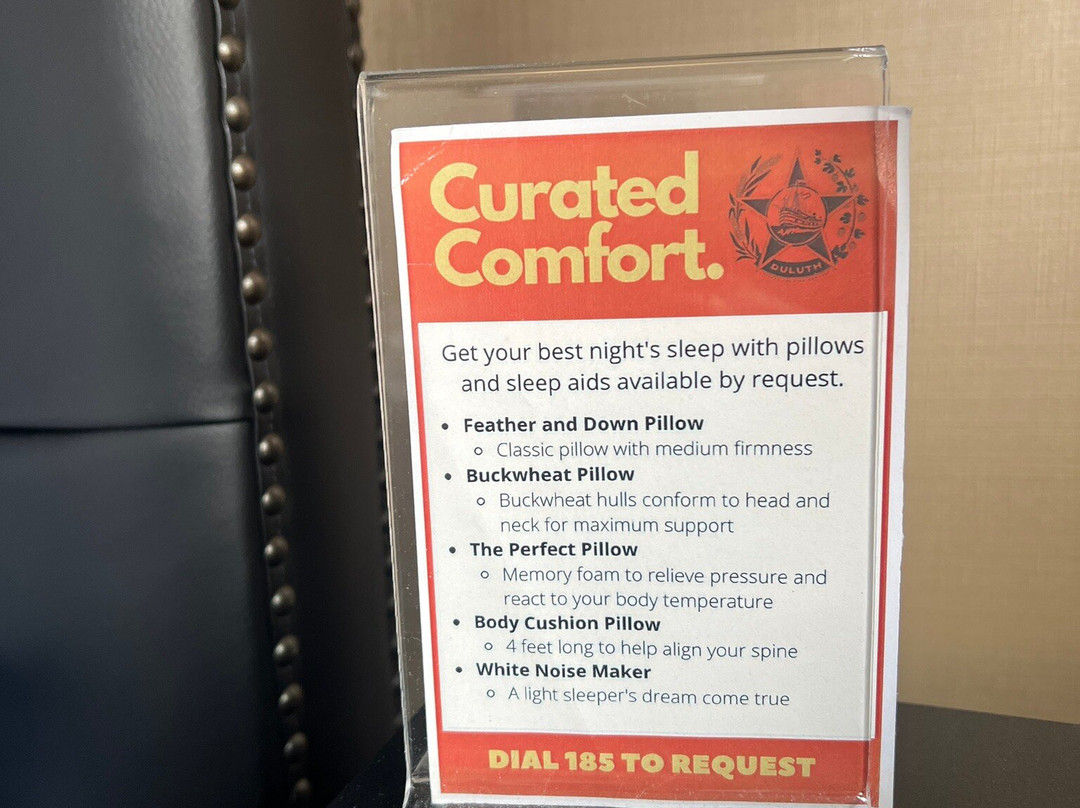 Curated
Comfort.
DULUTH
Get your best night's sleep with pillows
and sleep aids available by request.
• Feather and Down Pillow
◦ Classic pillow with medium firmness
• Buckwheat Pillow
◦ Buckwheat hulls conform to head and
neck for maximum support
• The Perfect Pillow
◦ Memory foam to relieve pressure and
react to your body temperature
• Body Cushion Pillow
◦ 4 feet long to help align your spine
• White Noise Maker
◦ A light sleeper's dream come true
DIAL 185 TO REQUEST